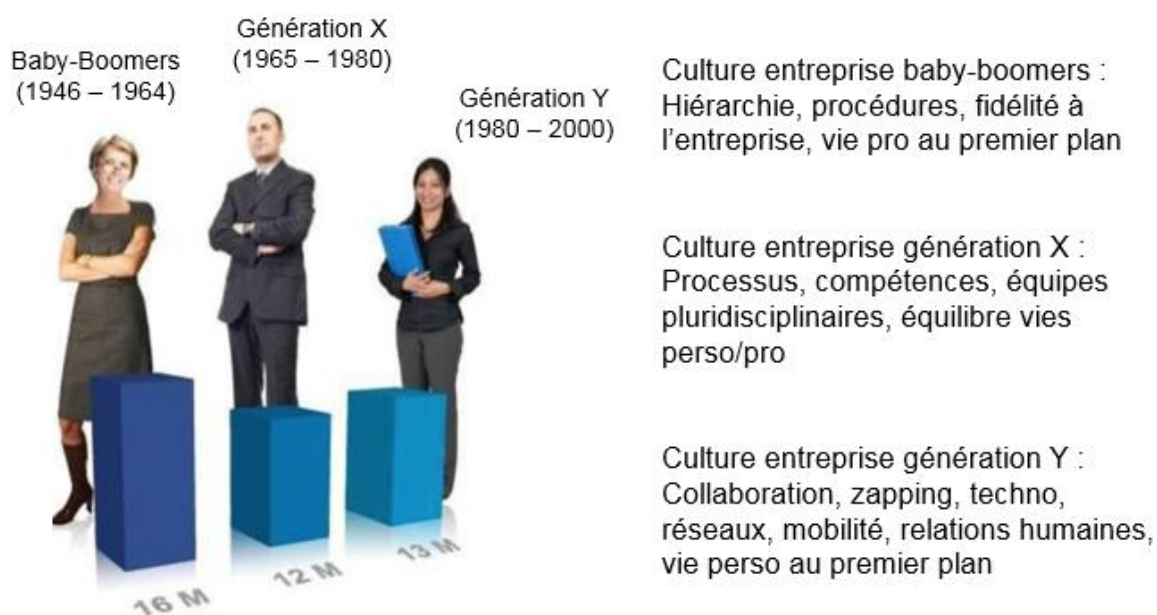 Baby-Boomers
(1946 – 1964)
Génération X
(1965 – 1980)
Génération Y
(1980 – 2000)
16 M
12 M
13 M
Culture entreprise baby-boomers :
Hiérarchie, procédures, fidélité à
l'entreprise, vie pro au premier plan
Culture entreprise génération X :
Processus, compétences, équipes
pluridisciplinaires, équilibre vies
perso/pro
Culture entreprise génération Y :
Collaboration, zapping, techno,
réseaux, mobilité, relations humaines,
vie perso au premier plan